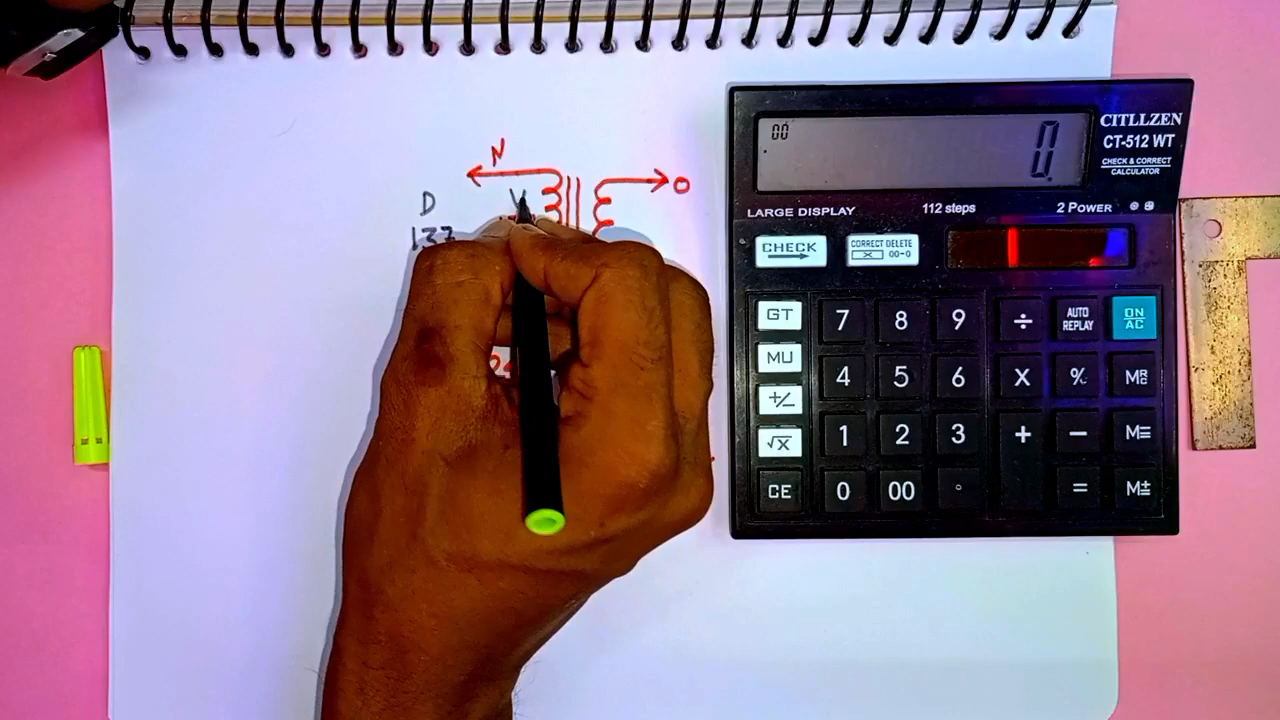 N
O
D
V
137
00 0.
CITLLZEN
CT-512 WT
CHECK & CORRECT
CALCULATOR
LARGE DISPLAY 112 steps 2 POWER
CHECK CORRECT DELETE
X 00→0
GT 7 8 9 ÷ AUTO REPLAY ON/AC
MU 4 5 6 X % MRC
+/- 1 2 3 + − M=
√x
CE 0 00 . = M±